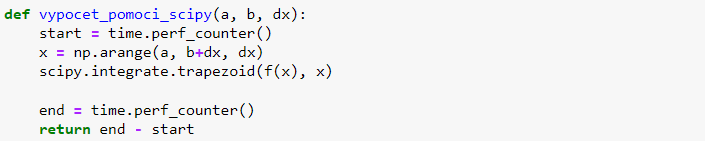 def vypocet_pomoci_scipy(a, b, dx):
    start = time.perf_counter()
    x = np.arange(a, b+dx, dx)
    scipy.integrate.trapezoid(f(x), x)

    end = time.perf_counter()
    return end - start